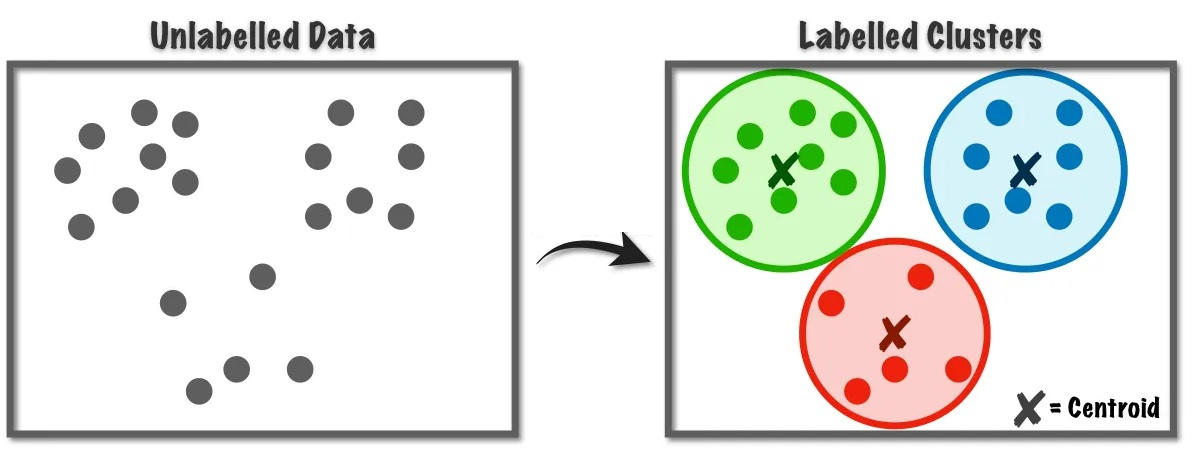 Unlabelled Data
Labelled Clusters
= Centroid